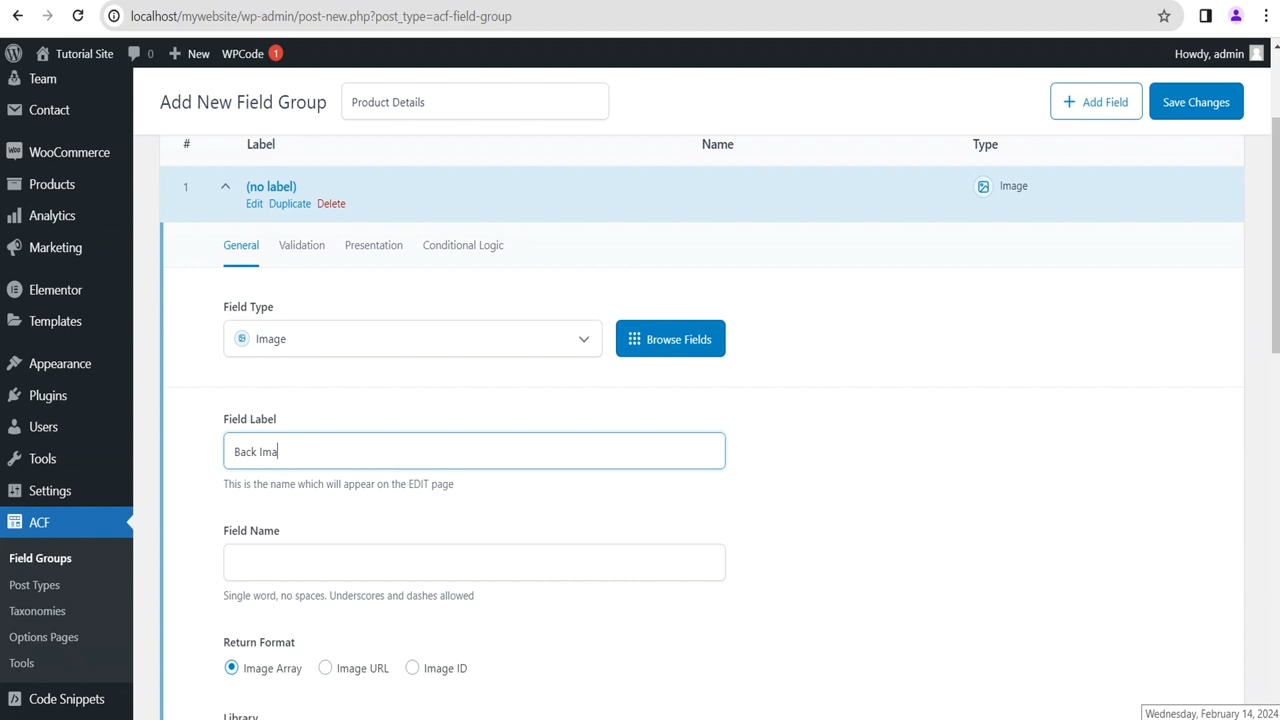 localhost/mywebsite/wp-admin/post-new.php?post_type=acf-field-group
Tutorial Site
0
New
WPCode 1
Howdy, admin
Team
Contact
WooCommerce
Products
Analytics
Marketing
Elementor
Templates
Appearance
Plugins
Users
Tools
Settings
ACF
Field Groups
Post Types
Taxonomies
Options Pages
Tools
Code Snippets
Add New Field Group
Product Details
+ Add Field
Save Changes
# Label Name Type
1 (no label) Image
Edit Duplicate Delete
General Validation Presentation Conditional Logic
Field Type
Image
Browse Fields
Field Label
Back Ima
This is the name which will appear on the EDIT page
Field Name
Single word, no spaces. Underscores and dashes allowed
Return Format
Image Array Image URL Image ID
Library
Wednesday, February 14, 2024